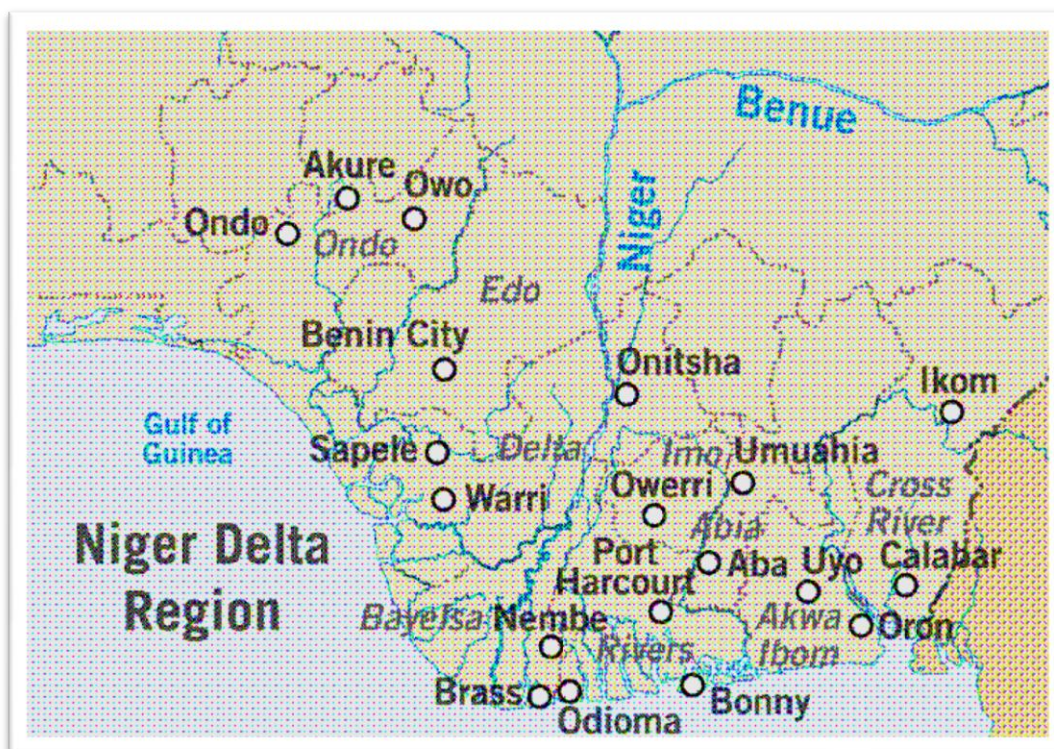 Benue
Niger
Akure
Owo
Ondo
Ondo
Edo
Benin City
Onitsha
Ikom
Gulf of
Guinea
Sapele
Delta
Imo
Umuahia
Warri
Owerri
Cross
River
Abia
Niger Delta
Region
Port
Harcourt
Aba
Uyo
Calabar
Bayelsa
Nembe
Rivers
Akwa
Ibom
Oron
Brass
Odioma
Bonny